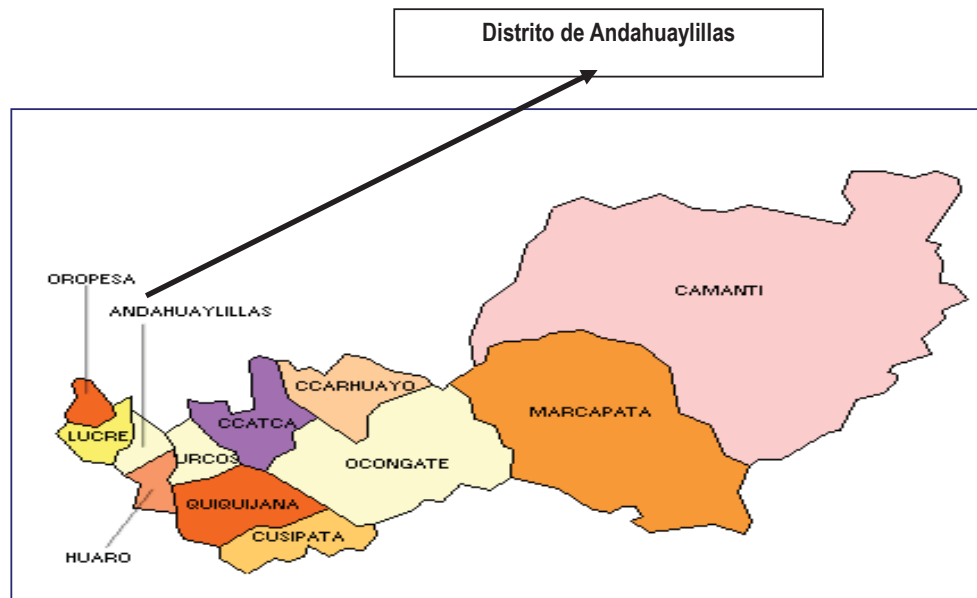 Distrito de Andahuaylillas
OROPESA
ANDAHUAYLILLAS
CAMANTI
CCARHUAYO
MARCAPATA
CCATCA
LUCRE
URCOS
OCONGATE
QUIQUIJANA
CUSIPATA
HUARO